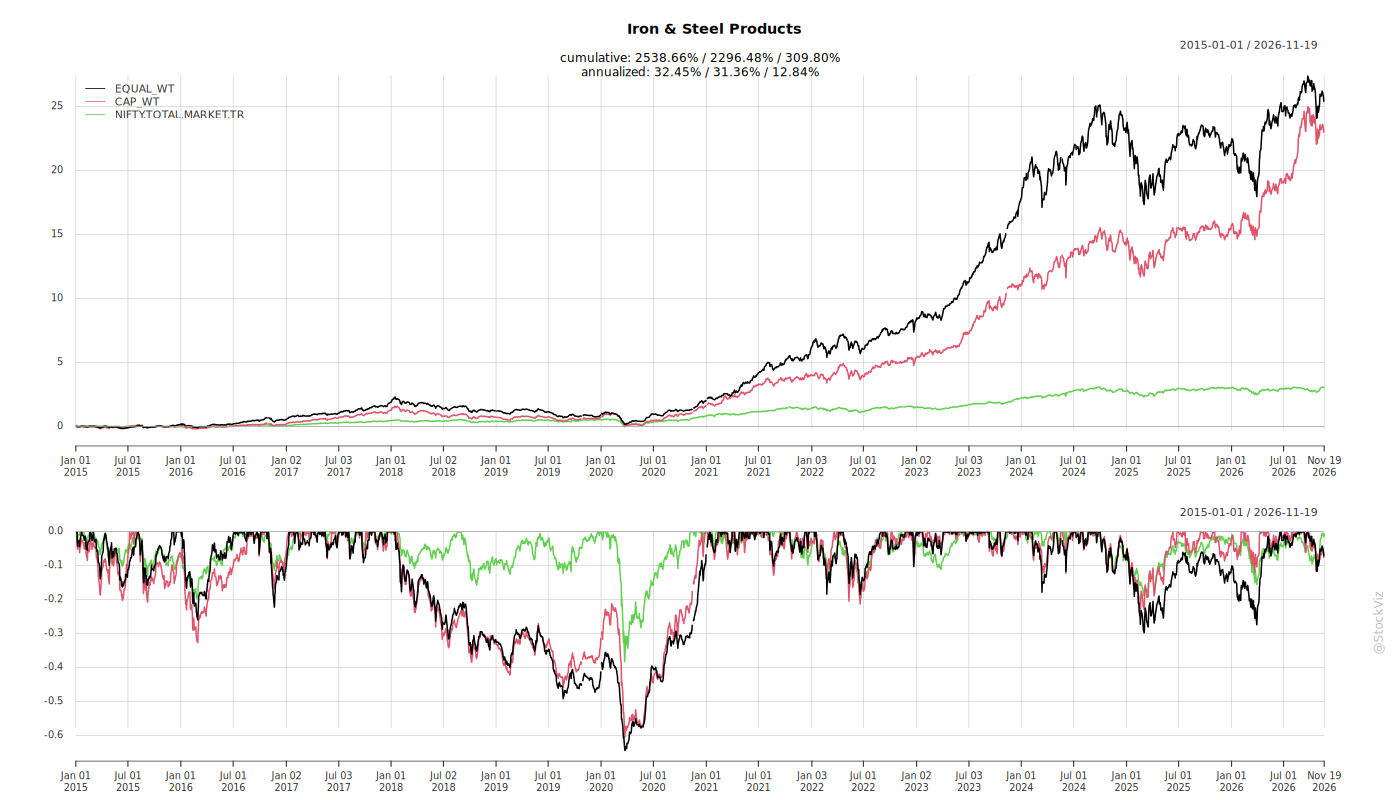 Iron & Steel Products
2015-01-01 / 2026-11-19
cumulative: 2538.66% / 2296.48% / 309.80%
annualized: 32.45% / 31.36% / 12.84%
EQUAL_WT
CAP_WT
NIFTY.TOTAL.MARKET.TR
25
20
15
10
5
0
Jan 01 Jul 01 Jan 01 Jul 01 Jan 02 Jul 03 Jan 01 Jul 02 Jan 01 Jul 01 Jan 01 Jul 01 Jan 01 Jul 01 Jan 03 Jul 01 Jan 02 Jul 03 Jan 01 Jul 01 Jan 01 Jul 01 Jan 01 Jul 01 Nov 19
2015 2015 2016 2016 2017 2017 2018 2018 2019 2019 2020 2020 2021 2021 2022 2022 2023 2023 2024 2024 2025 2025 2026 2026 2026
2015-01-01 / 2026-11-19
0.0
-0.1
-0.2
-0.3
-0.4
-0.5
-0.6
Jan 01 Jul 01 Jan 01 Jul 01 Jan 02 Jul 03 Jan 01 Jul 02 Jan 01 Jul 01 Jan 01 Jul 01 Jan 01 Jul 01 Jan 03 Jul 01 Jan 02 Jul 03 Jan 01 Jul 01 Jan 01 Jul 01 Jan 01 Jul 01 Nov 19
2015 2015 2016 2016 2017 2017 2018 2018 2019 2019 2020 2020 2021 2021 2022 2022 2023 2023 2024 2024 2025 2025 2026 2026 2026
@StockViz